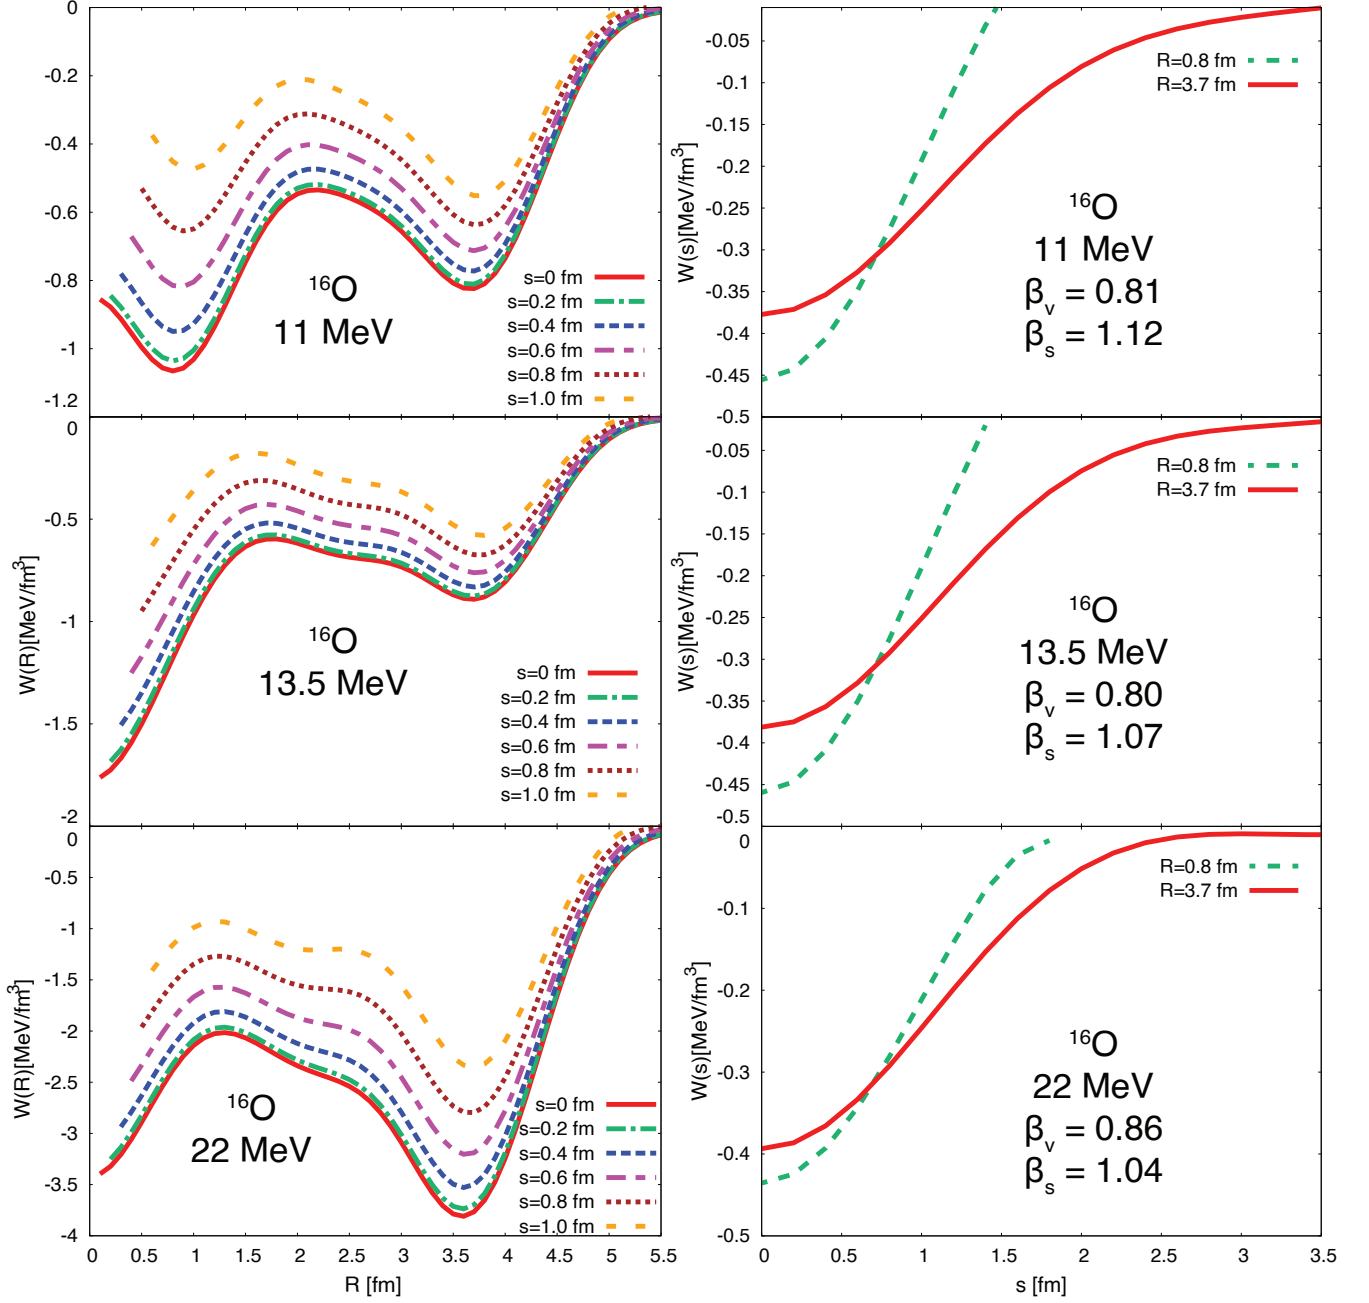 0
-0.2
-0.4
-0.6
-0.8
-1
-1.2
16O
11 MeV
s=0 fm
s=0.2 fm
s=0.4 fm
s=0.6 fm
s=0.8 fm
s=1.0 fm
-0.05
-0.1
-0.15
-0.2
-0.25
-0.3
-0.35
-0.4
-0.45
-0.5
W(s)[MeV/fm3]
R=0.8 fm
R=3.7 fm
16O
11 MeV
βv = 0.81
βs = 1.12
0
-0.5
-1
-1.5
-2
W(R)[MeV/fm3]
16O
13.5 MeV
s=0 fm
s=0.2 fm
s=0.4 fm
s=0.6 fm
s=0.8 fm
s=1.0 fm
-0.05
-0.1
-0.15
-0.2
-0.25
-0.3
-0.35
-0.4
-0.45
-0.5
W(s)[MeV/fm3]
R=0.8 fm
R=3.7 fm
16O
13.5 MeV
βv = 0.80
βs = 1.07
0
-0.5
-1
-1.5
-2
-2.5
-3
-3.5
-4
W(R)[MeV/fm3]
16O
22 MeV
s=0 fm
s=0.2 fm
s=0.4 fm
s=0.6 fm
s=0.8 fm
s=1.0 fm
0 0.5 1 1.5 2 2.5 3 3.5 4 4.5 5 5.5
R [fm]
0
-0.1
-0.2
-0.3
-0.4
-0.5
W(s)[MeV/fm3]
R=0.8 fm
R=3.7 fm
16O
22 MeV
βv = 0.86
βs = 1.04
0 0.5 1 1.5 2 2.5 3 3.5
s [fm]